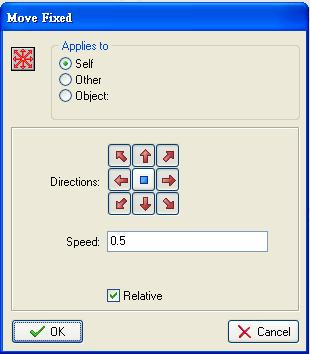 Move Fixed
Applies to
Self
Other
Object:
Directions:
Speed: 0.5
Relative
OK Cancel